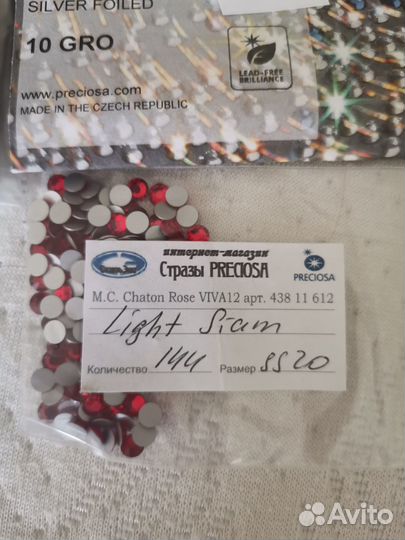 SILVER FOILED
10 GRO
LEAD-FREE
BRILLIANCE
www.preciosa.com
MADE IN THE CZECH REPUBLIC
интернет-магазин
Стразы PRECIOSA
PRECIOSA
M.C. Chaton Rose VIVA12 арт. 438 11 612
Light Siam
Количество 144 Размер SS20
Avito